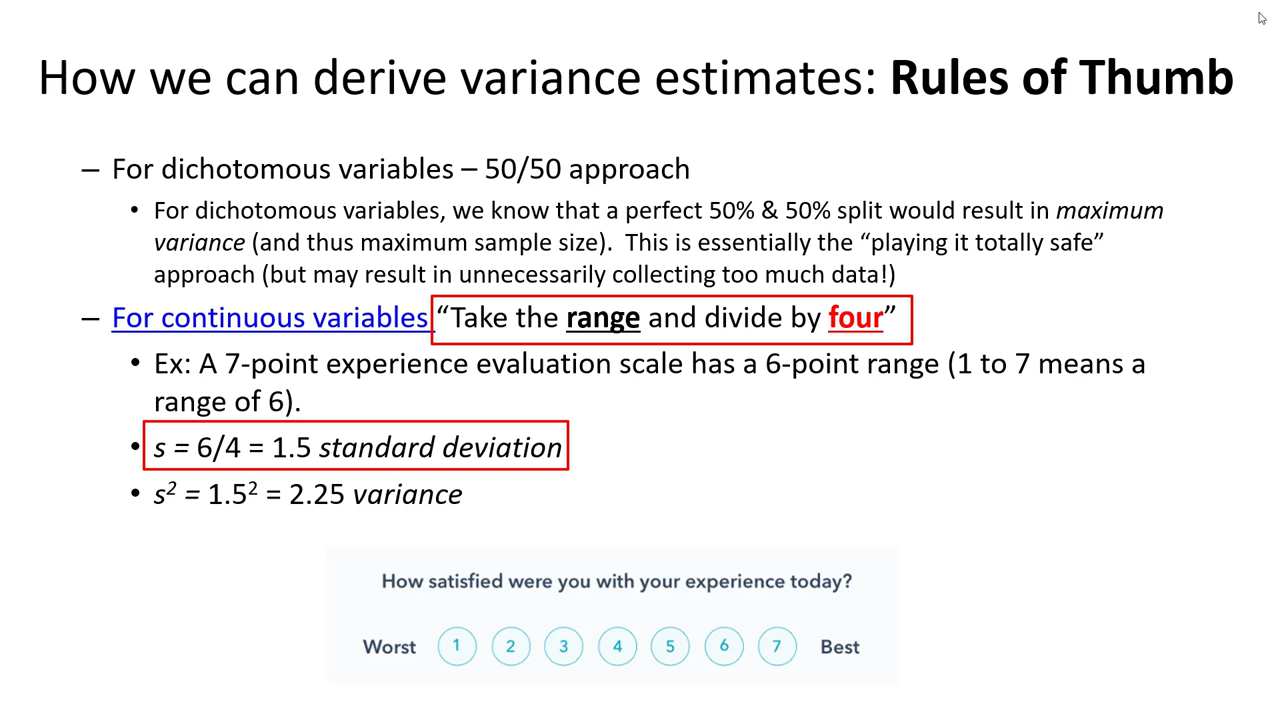 How we can derive variance estimates: Rules of Thumb
– For dichotomous variables – 50/50 approach
• For dichotomous variables, we know that a perfect 50% & 50% split would result in maximum
variance (and thus maximum sample size). This is essentially the “playing it totally safe”
approach (but may result in unnecessarily collecting too much data!)
– For continuous variables “Take the range and divide by four”
• Ex: A 7-point experience evaluation scale has a 6-point range (1 to 7 means a
range of 6).
• s = 6/4 = 1.5 standard deviation
• s² = 1.5² = 2.25 variance
How satisfied were you with your experience today?
Worst 1 2 3 4 5 6 7 Best